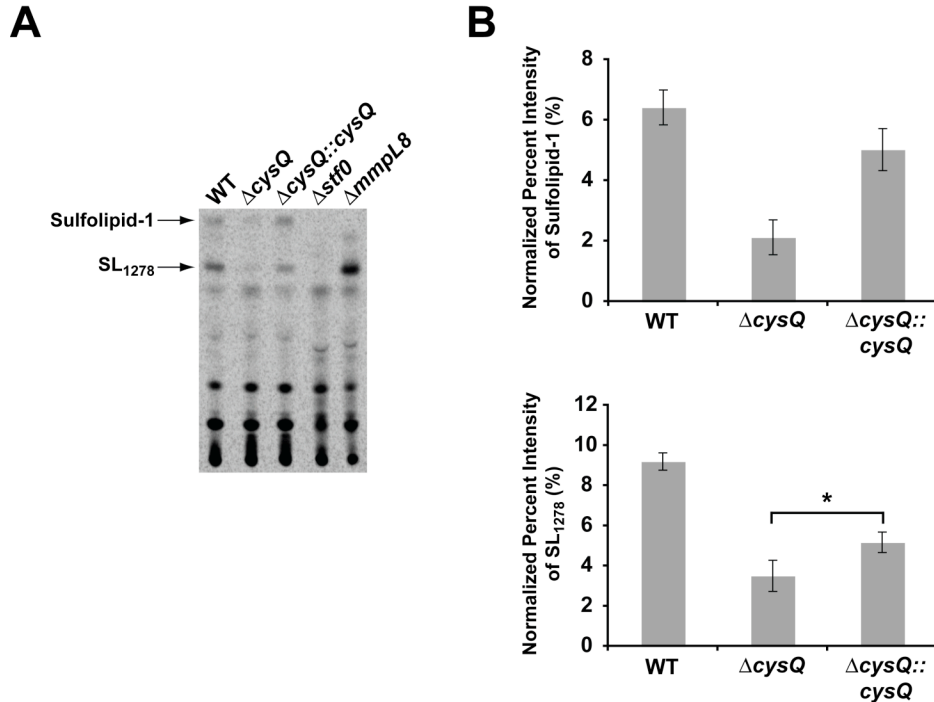 A
WT
ΔcysQ
ΔcysQ::cysQ
Δstf0
ΔmmpL8
Sulfolipid-1
SL1278
B
Normalized Percent Intensity
of Sulfolipid-1 (%)
8
6
4
2
0
WT
ΔcysQ
ΔcysQ::
cysQ
Normalized Percent Intensity
of SL1278 (%)
12
10
8
6
4
2
0
*
WT
ΔcysQ
ΔcysQ::
cysQ